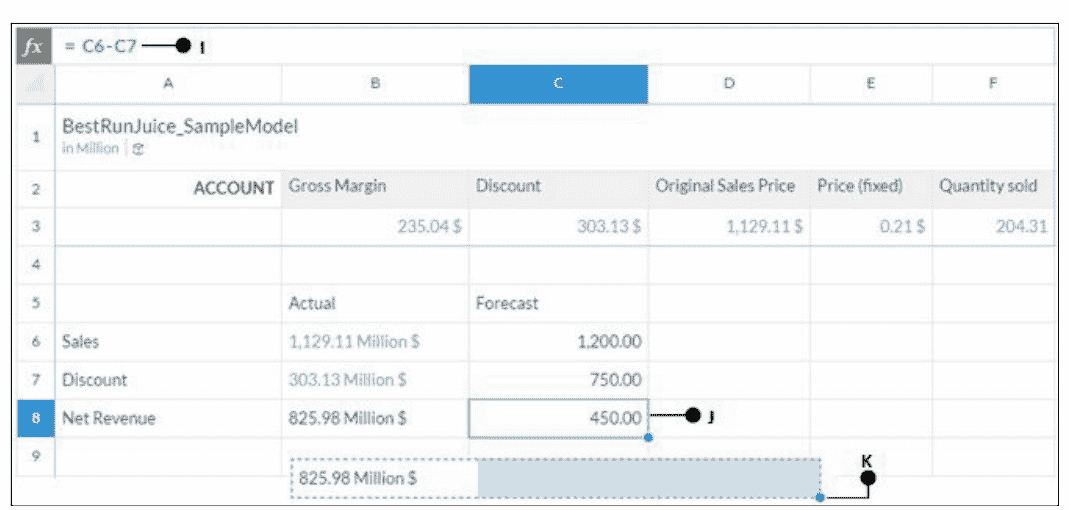 fx = C6-C7 I
A B C D E F
1 BestRunJuice_SampleModel
in Million
2 ACCOUNT Gross Margin Discount Original Sales Price Price (fixed) Quantity sold
3 235.04 $ 303.13 $ 1,129.11 $ 0.21 $ 204.31
4
5 Actual Forecast
6 Sales 1,129.11 Million $ 1,200.00
7 Discount 303.13 Million $ 750.00
8 Net Revenue 825.98 Million $ 450.00 J
9
K
825.98 Million $